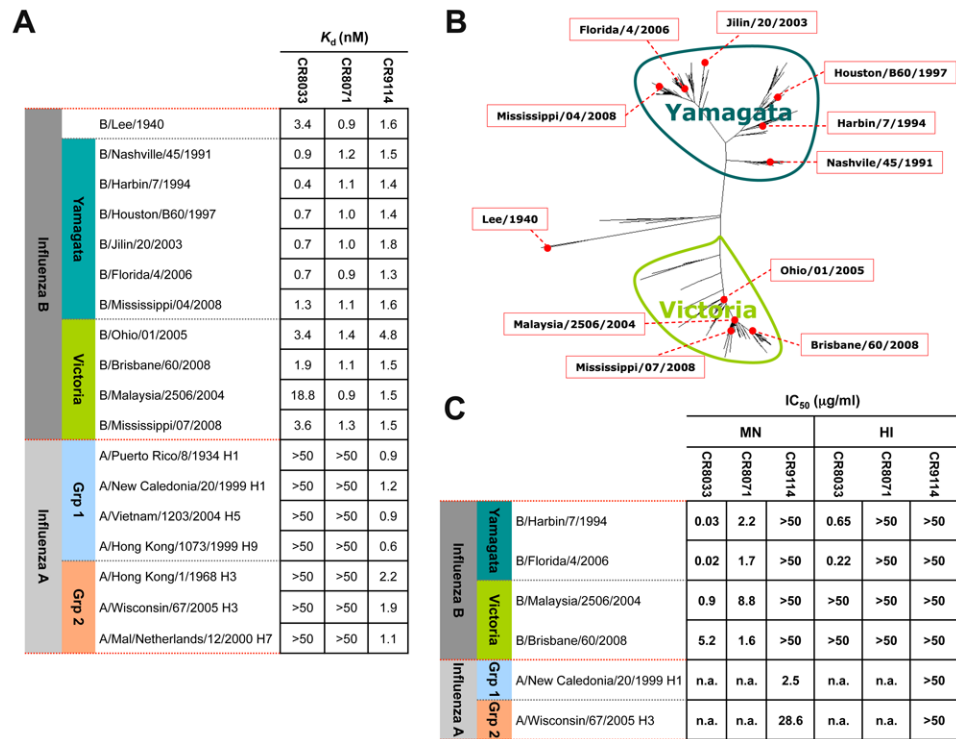 A
K_d (nM)
CR8033 CR8071 CR9114
Influenza B
B/Lee/1940 3.4 0.9 1.6
Yamagata
B/Nashville/45/1991 0.9 1.2 1.5
B/Harbin/7/1994 0.4 1.1 1.4
B/Houston/B60/1997 0.7 1.0 1.4
B/Jilin/20/2003 0.7 1.0 1.8
B/Florida/4/2006 0.7 0.9 1.3
B/Mississippi/04/2008 1.3 1.1 1.6
Victoria
B/Ohio/01/2005 3.4 1.4 4.8
B/Brisbane/60/2008 1.9 1.1 1.5
B/Malaysia/2506/2004 18.8 0.9 1.5
B/Mississippi/07/2008 3.6 1.3 1.5
Influenza A
Grp 1
A/Puerto Rico/8/1934 H1 >50 >50 0.9
A/New Caledonia/20/1999 H1 >50 >50 1.2
A/Vietnam/1203/2004 H5 >50 >50 0.9
A/Hong Kong/1073/1999 H9 >50 >50 0.6
Grp 2
A/Hong Kong/1/1968 H3 >50 >50 2.2
A/Wisconsin/67/2005 H3 >50 >50 1.9
A/Mal/Netherlands/12/2000 H7 >50 >50 1.1
B
Jilin/20/2003
Florida/4/2006
Houston/B60/1997
Mississippi/04/2008
Yamagata
Harbin/7/1994
Nashvile/45/1991
Lee/1940
Ohio/01/2005
Victoria
Malaysia/2506/2004
Brisbane/60/2008
Mississippi/07/2008
C
IC50 (µg/ml)
MN HI
CR8033 CR8071 CR9114 CR8033 CR8071 CR9114
Influenza B
Yamagata
B/Harbin/7/1994 0.03 2.2 >50 0.65 >50 >50
B/Florida/4/2006 0.02 1.7 >50 0.22 >50 >50
Victoria
B/Malaysia/2506/2004 0.9 8.8 >50 >50 >50 >50
B/Brisbane/60/2008 5.2 1.6 >50 >50 >50 >50
Influenza A
Grp 1
A/New Caledonia/20/1999 H1 n.a. n.a. 2.5 n.a. n.a. >50
Grp 2
A/Wisconsin/67/2005 H3 n.a. n.a. 28.6 n.a. n.a. >50